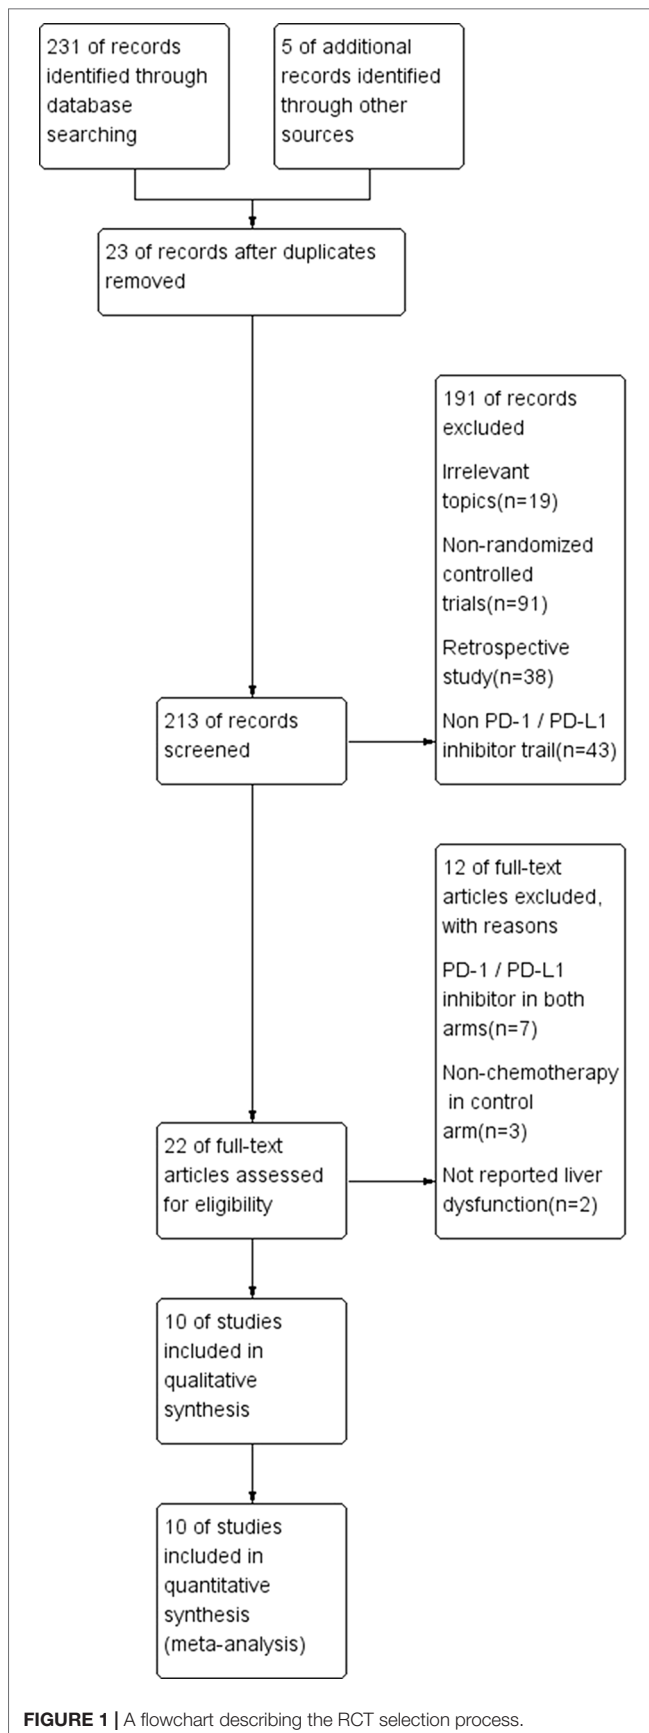 231 of records
identified through
database
searching
5 of additional
records identified
through other
sources
23 of records after duplicates
removed
191 of records
excluded
Irrelevant
topics(n=19)
Non-randomized
controlled
trials(n=91)
Retrospective
study(n=38)
Non PD-1 / PD-L1
inhibitor trail(n=43)
213 of records
screened
12 of full-text
articles excluded,
with reasons
PD-1 / PD-L1
inhibitor in both
arms(n=7)
Non-chemotherapy
in control
arm(n=3)
Not reported liver
dysfunction(n=2)
22 of full-text
articles assessed
for eligibility
10 of studies
included in
qualitative
synthesis
10 of studies
included in
quantitative
synthesis
(meta-analysis)
FIGURE 1 | A flowchart describing the RCT selection process.